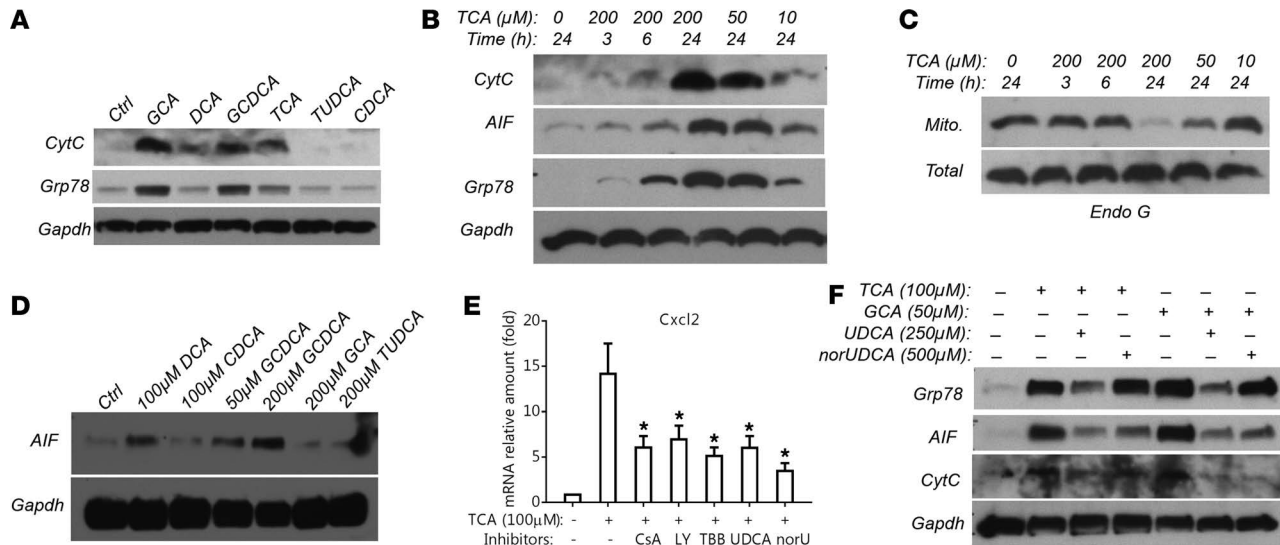 A
Ctrl GCA DCA GCDCA TCA TUDCA CDCA
CytC
Grp78
Gapdh
B
TCA (μM): 0 200 200 200 50 10
Time (h): 24 3 6 24 24 24
CytC
AIF
Grp78
Gapdh
C
TCA (μM): 0 200 200 200 50 10
Time (h): 24 3 6 24 24 24
Mito.
Total
Endo G
D
Ctrl 100μM DCA 100μM CDCA 50μM GCDCA 200μM GCDCA 200μM GCA 200μM TUDCA
AIF
Gapdh
E
Cxcl2
mRNA relative amount (fold)
20
15
10
5
0
* * * * *
TCA (100μM): - + + + + + +
Inhibitors: - - CsA LY TBB UDCA norU
F
TCA (100μM): – + + + – – –
GCA (50μM): – – – – + + +
UDCA (250μM): – – + – – + –
norUDCA (500μM): – – – + – – +
Grp78
AIF
CytC
Gapdh